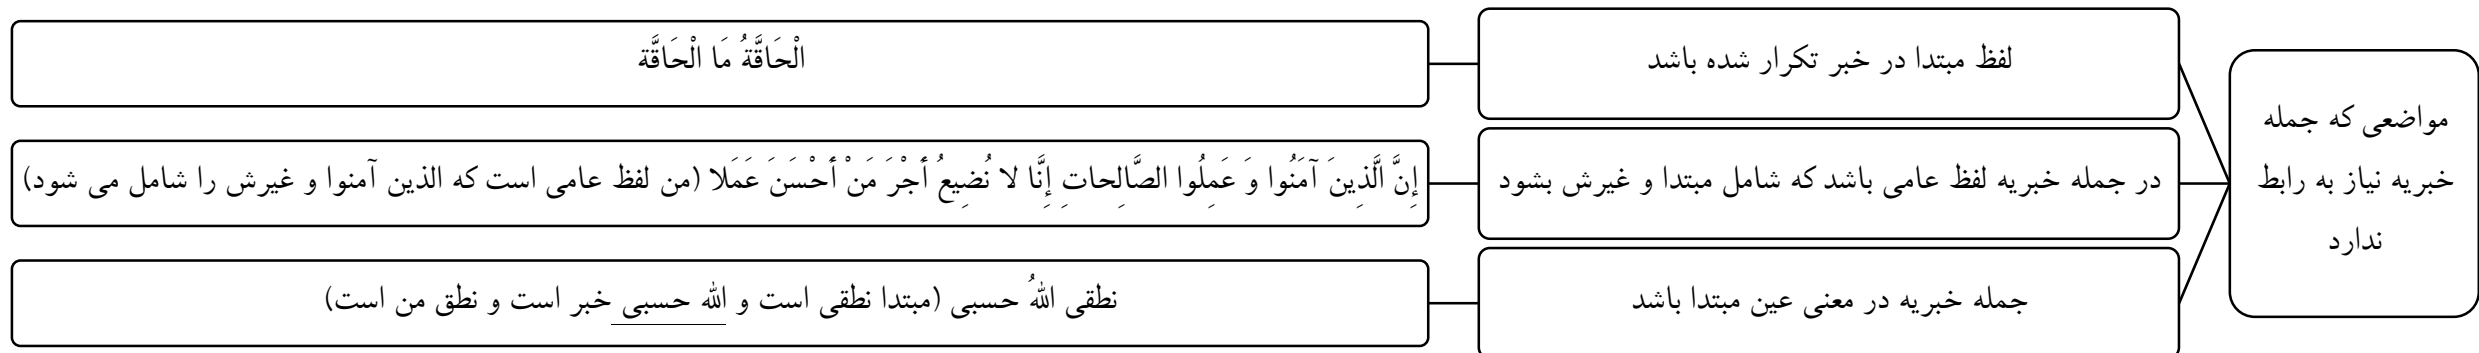 مواضعی که جمله
خبریه نیاز به رابط
ندارد
لفظ مبتدا در خبر تکرار شده باشد
الْحَاقَّةُ مَا الْحَاقَّة
در جمله خبریه لفظ عامی باشد که شامل مبتدا و غیرش بشود
إِنَّ الَّذِينَ آمَنُوا وَ عَمِلُوا الصَّالِحاتِ إِنَّا لا نُضِيعُ أَجْرَ مَنْ أَحْسَنَ عَمَلا (من لفظ عامی است که الذین آمنوا و غیرش را شامل می شود)
جمله خبریه در معنی عین مبتدا باشد
نطقی اللهُ حسبی (مبتدا نطقی است و الله حسبی خبر است و نطق من است)